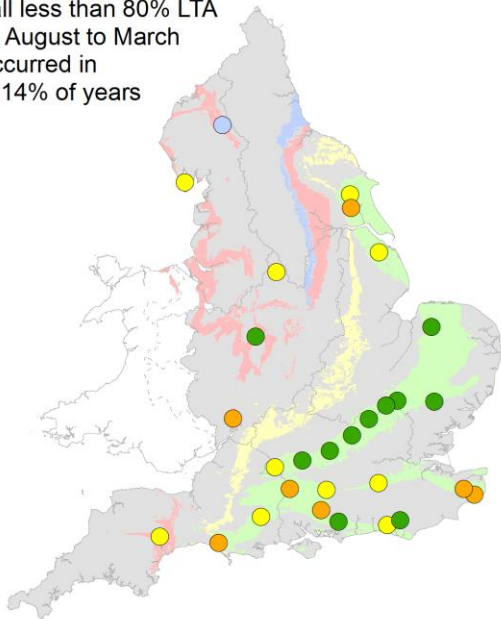 all less than 80% LTA
August to March
ccurred in
14% of years